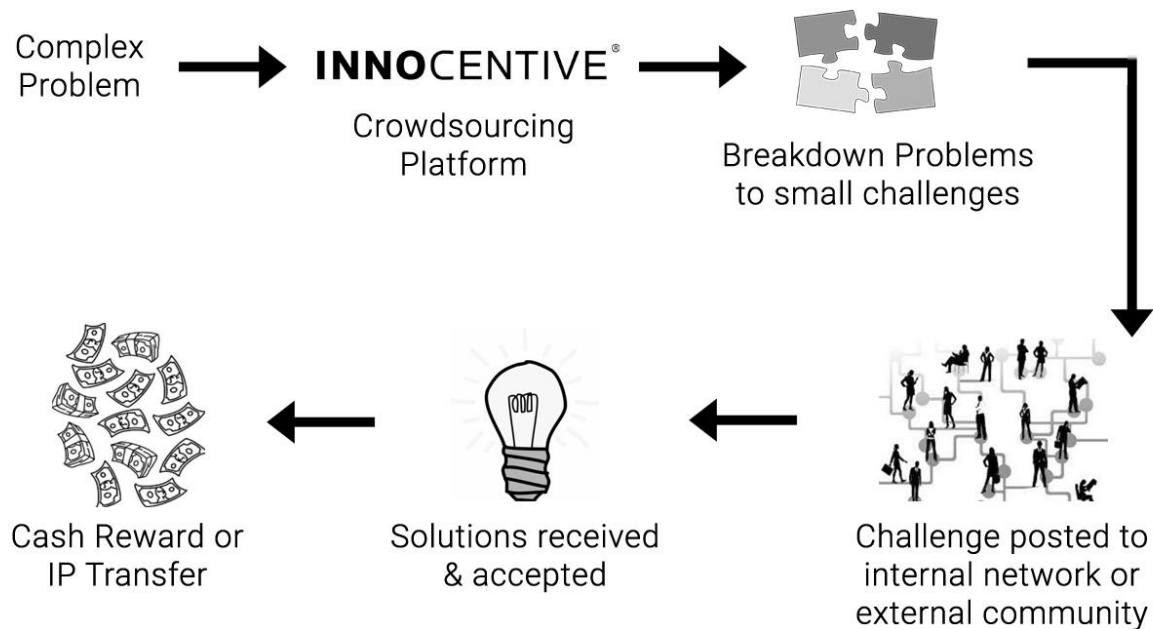 Complex
Problem
INNOCENTIVE®
Crowdsourcing
Platform
Breakdown Problems
to small challenges
Challenge posted to
internal network or
external community
Solutions received
& accepted
Cash Reward or
IP Transfer